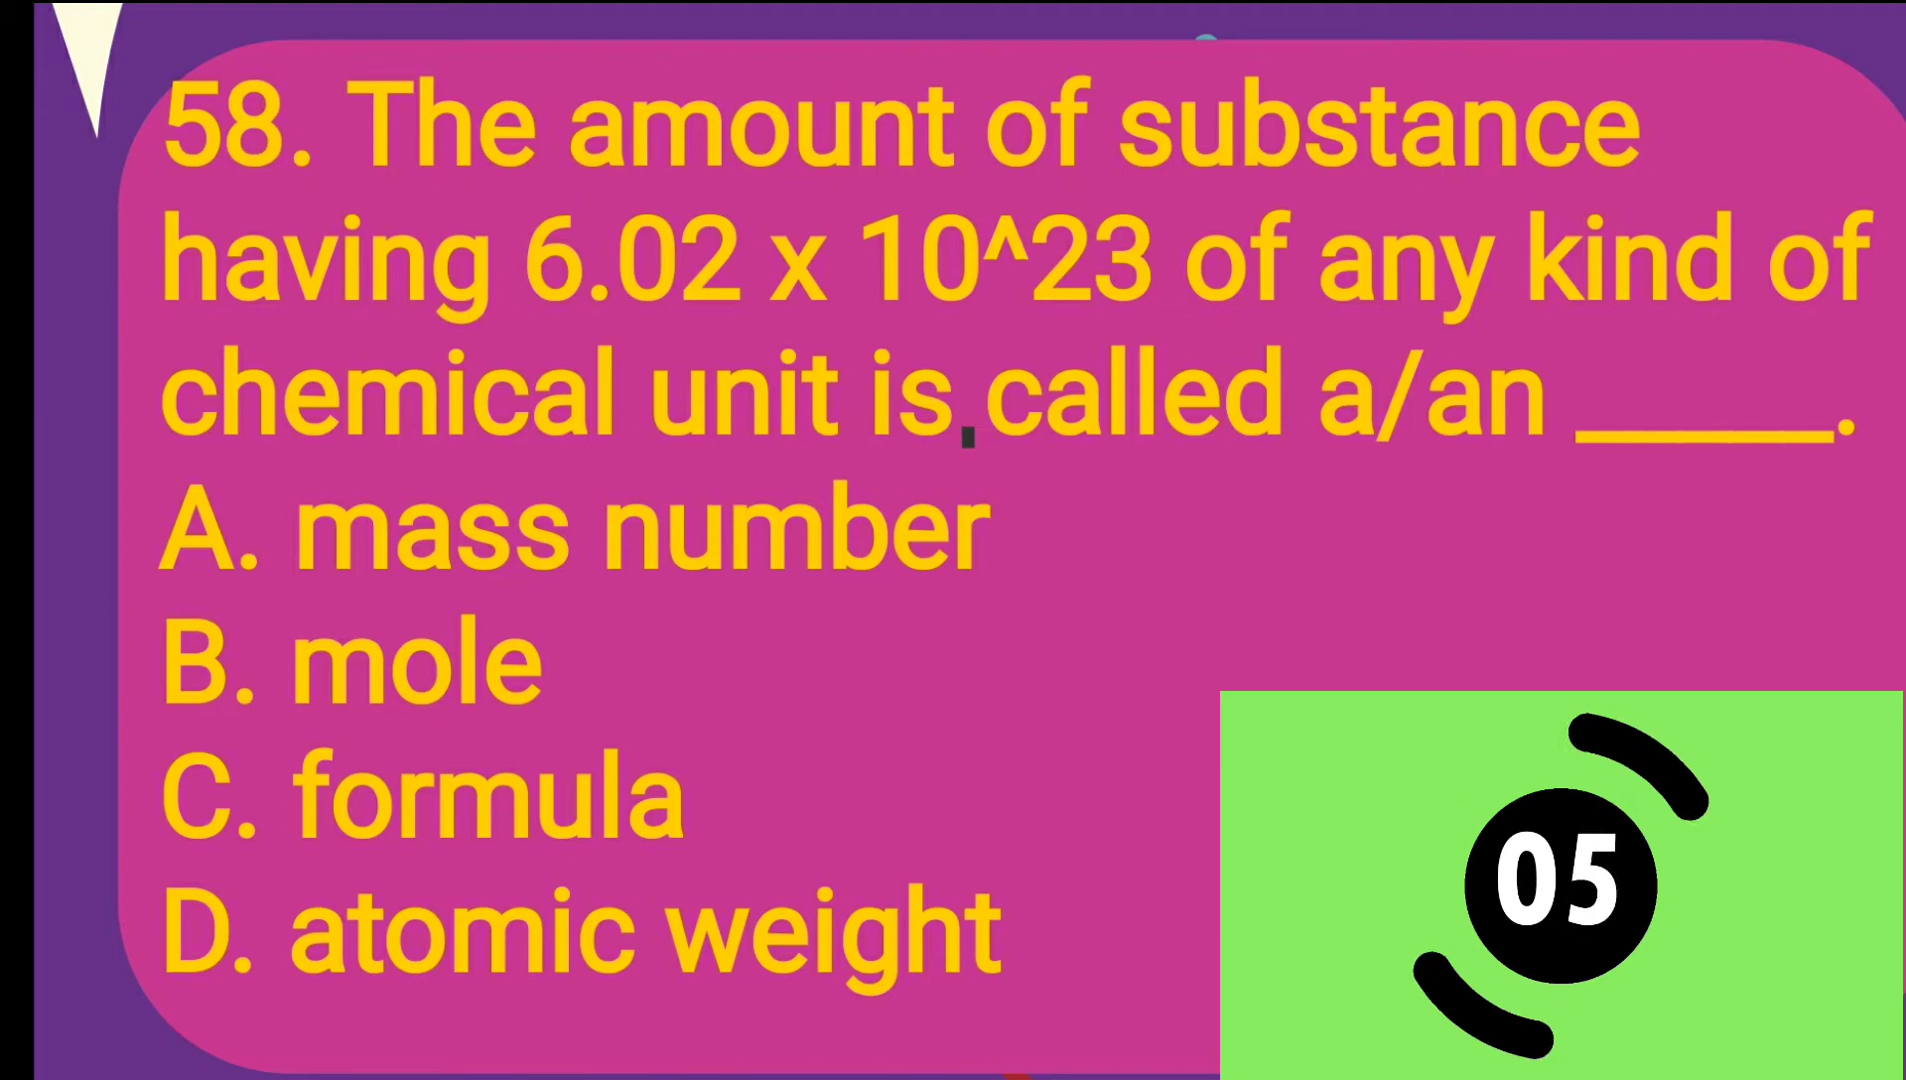 58. The amount of substance
having 6.02 x 10^23 of any kind of
chemical unit is called a/an ______.
A. mass number
B. mole
C. formula
D. atomic weight
05